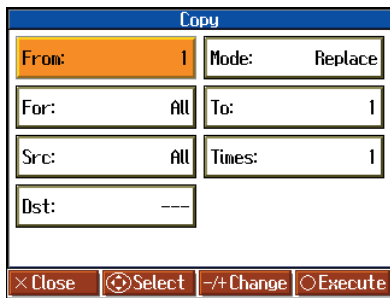 Copy
From: 1 Mode: Replace
For: All To: 1
Src: All Times: 1
Dst: ---
×Close Select -/+Change ○Execute